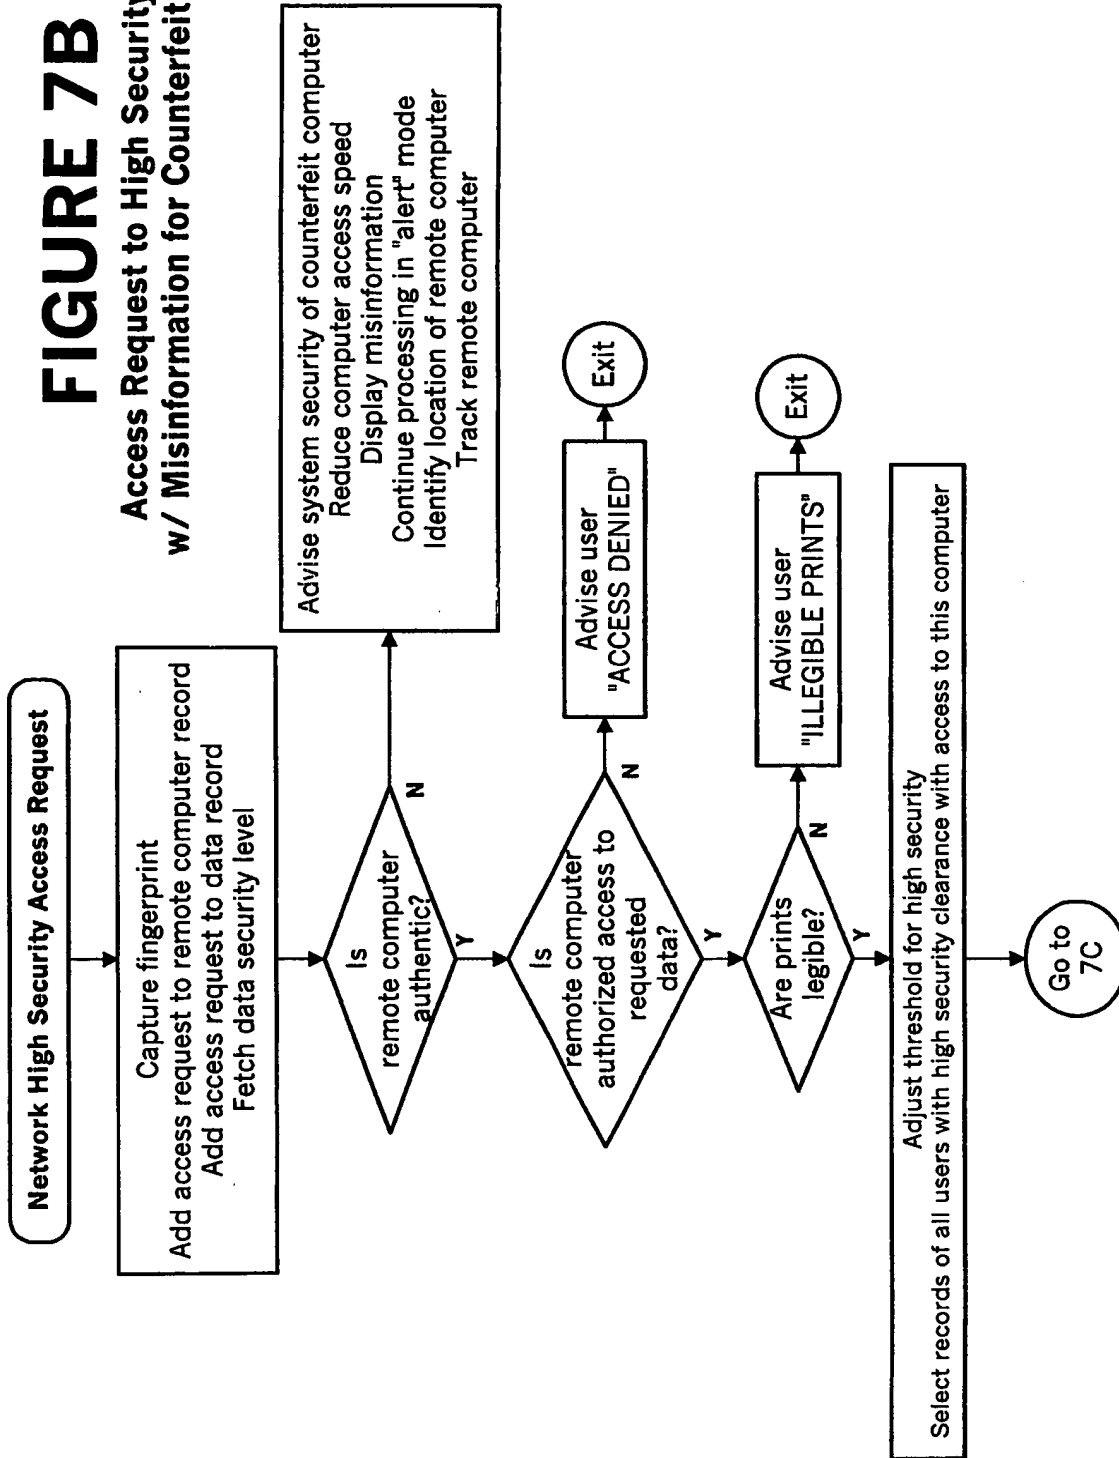 FIGURE 7B
Access Request to High Security
w/ Misinformation for Counterfeit
Network High Security Access Request
Capture fingerprint
Add access request to remote computer record
Add access request to data record
Fetch data security level
Is
remote computer
authentic?
N
Y
Advise system security of counterfeit computer
Reduce computer access speed
Display misinformation
Continue processing in "alert" mode
Identify location of remote computer
Track remote computer
Is
remote computer
authorized access to
requested
data?
N
Y
Advise user
"ACCESS DENIED"
Exit
Are prints
legible?
N
Y
Advise user
"ILLEGIBLE PRINTS"
Exit
Adjust threshold for high security
Select records of all users with high security clearance with access to this computer
Go to
7C